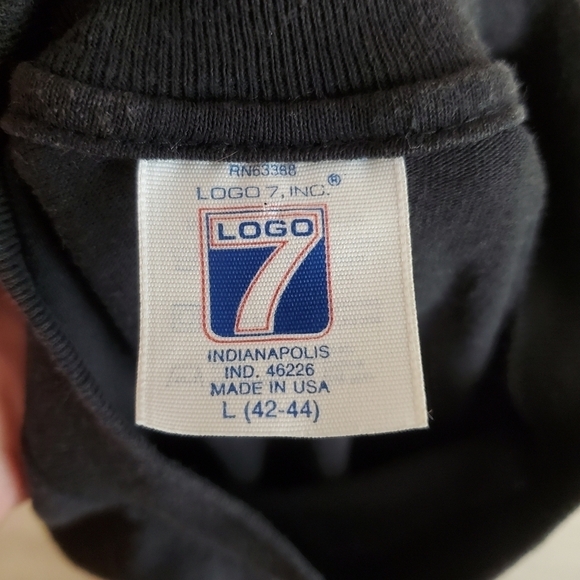 RN63388
LOGO 7, INC.®
LOGO
7
INDIANAPOLIS
IND. 46226
MADE IN USA
L (42-44)